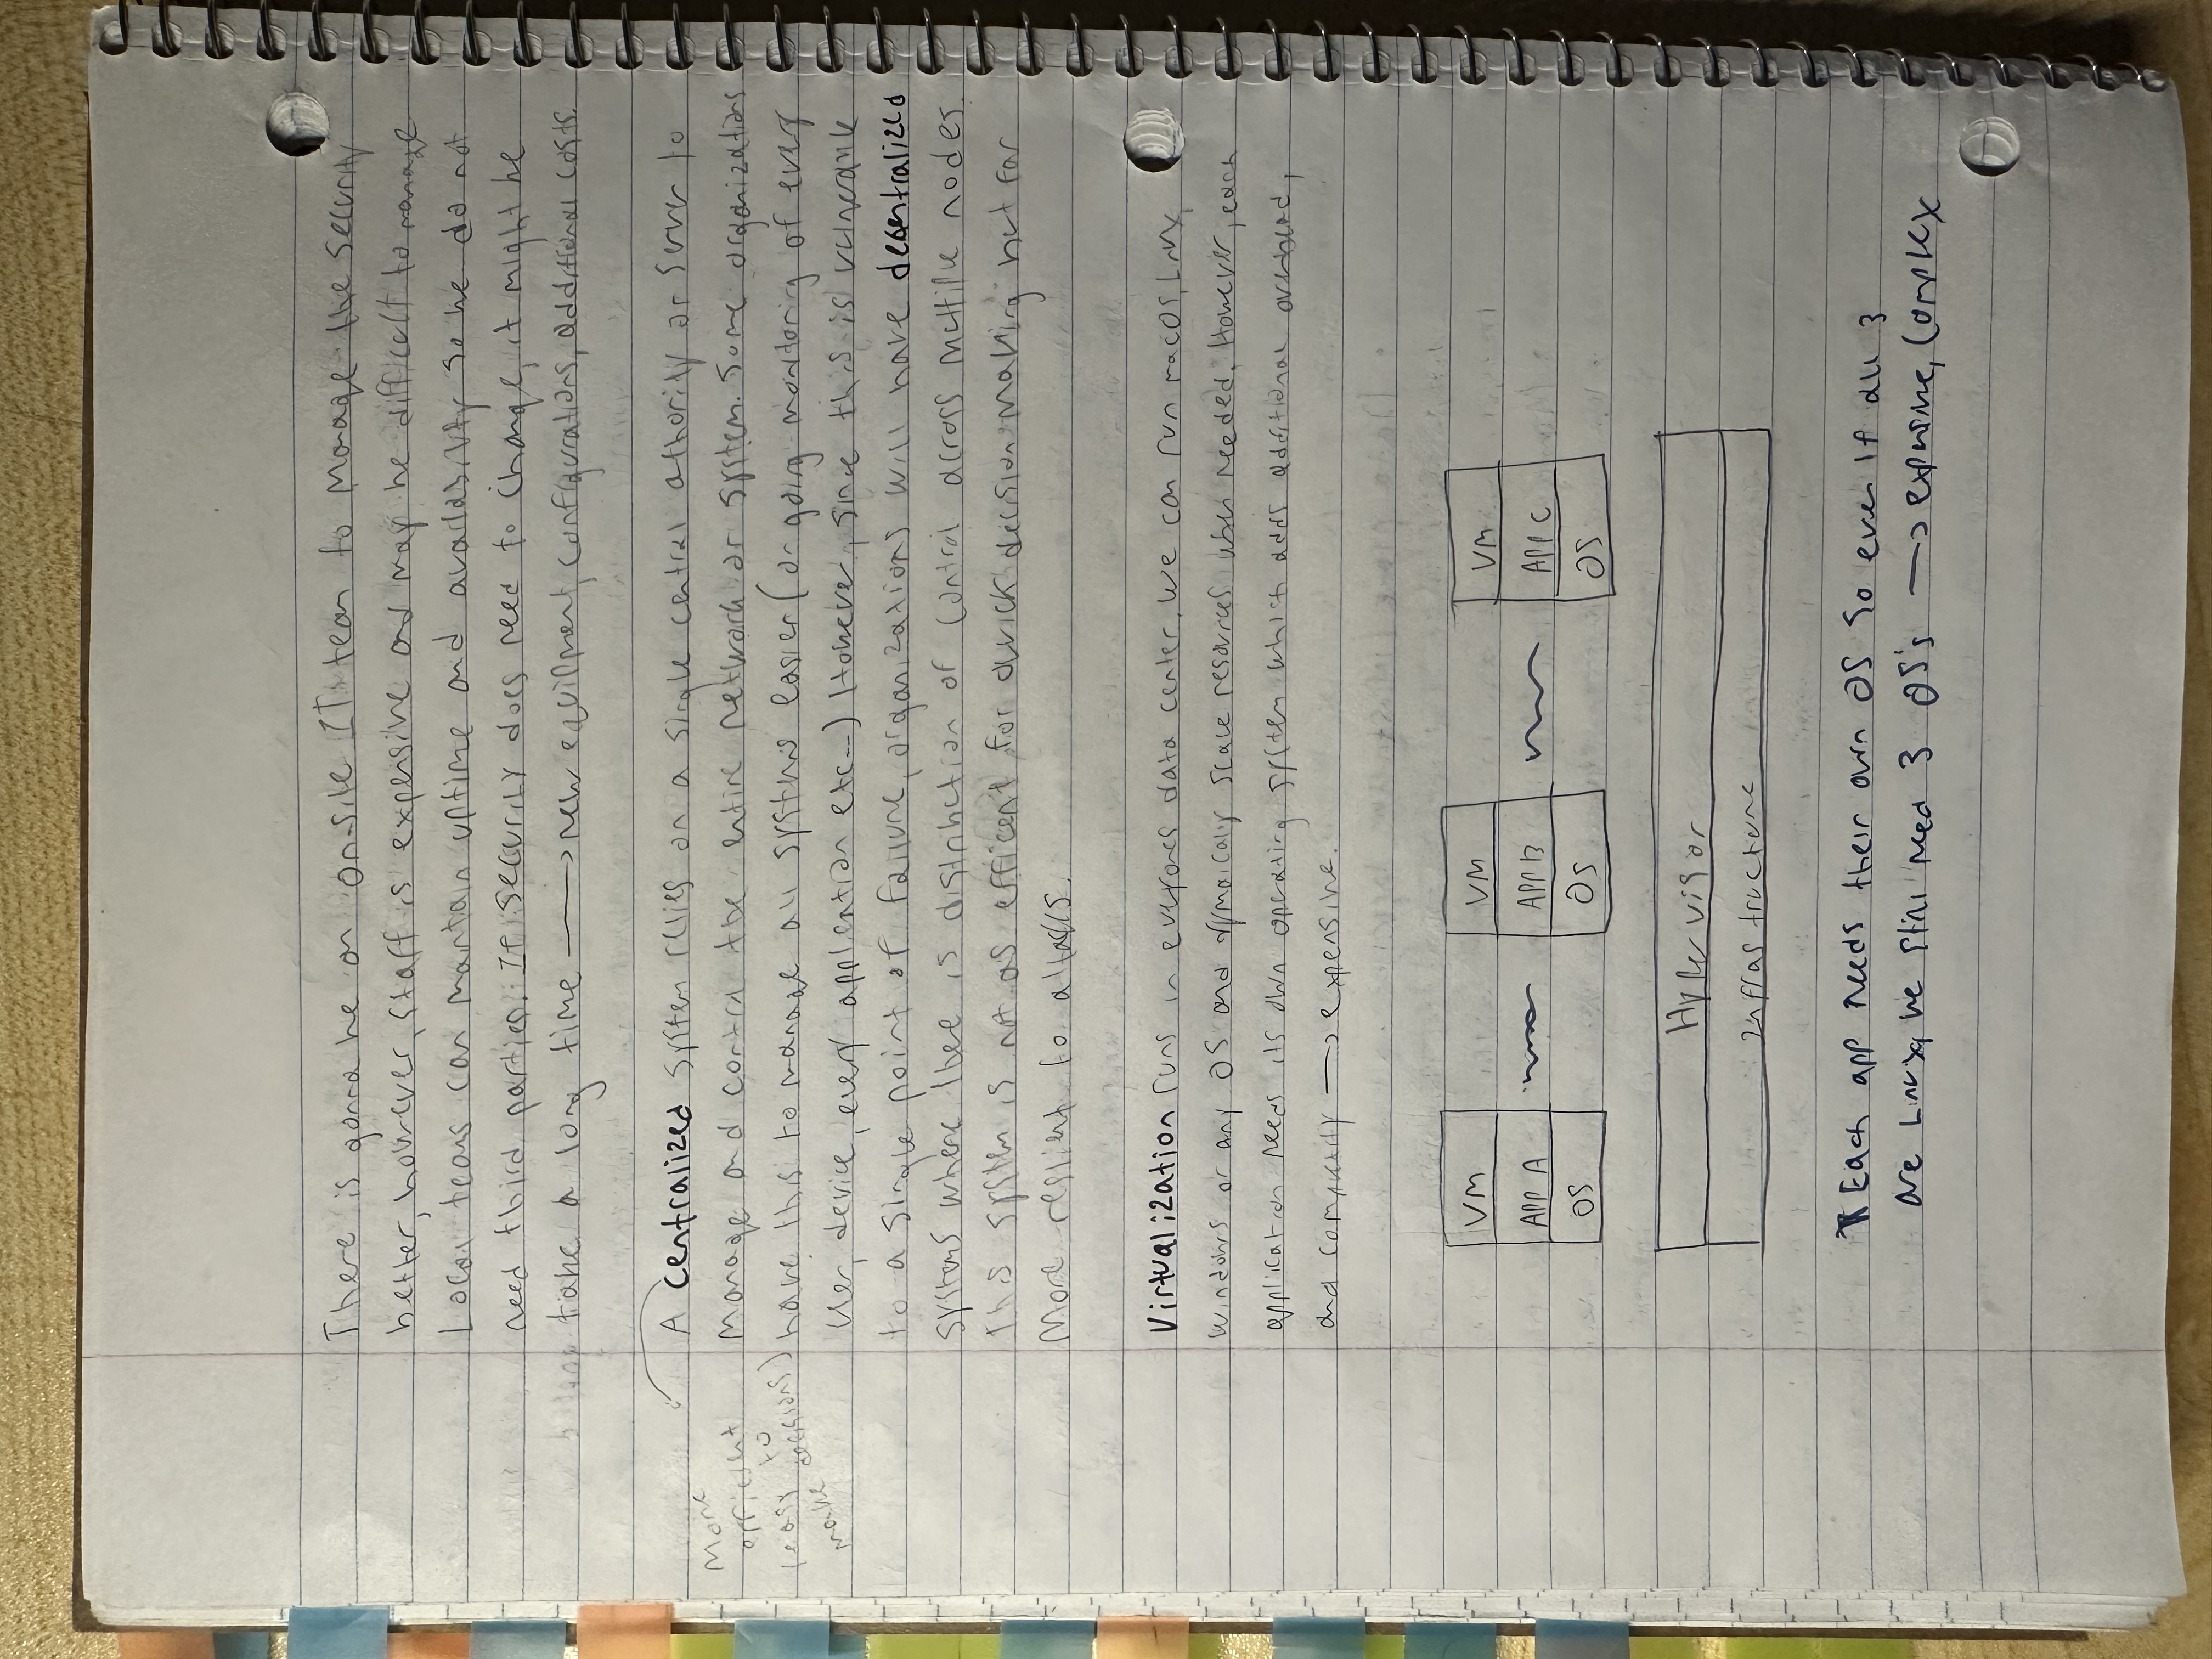 There is gonna be an on-site IT team to manage the security
better, however, staff is expensive and may be difficult to manage
Local teams can maintain uptime and availability so we do not
need third parties. If security does need to change, it might be
take a long time ⟶ new equipment, configurations, additional costs.
A centralized system relies on a single central authority or server to
manage and control the entire network or system. Some organizations
have this to manage all systems easier (on going monitoring of every
User, device, every application etc...) However, since this is vulnerable
to a single point of failure, organizations will have decentralized
systems where there is distribution of control across multiple nodes.
This system is not as efficent for quick decision making but far
More resilient to attacks.
More
efficient
(easy to
make decisions)
Virtualization runs in everyones data center. We can run macOS, Linux,
Windows or any OS and dynamically scale resources when needed. However, each
application needs its own operating system which adds additional overhead,
and complexity → expensive.
VM VM VM
APP A APP B APP C
OS OS OS
Hypervisor
Infrastructure
* Each app needs their own OS so even if all 3
are Linux, we still need 3 OS's → expensive, complex